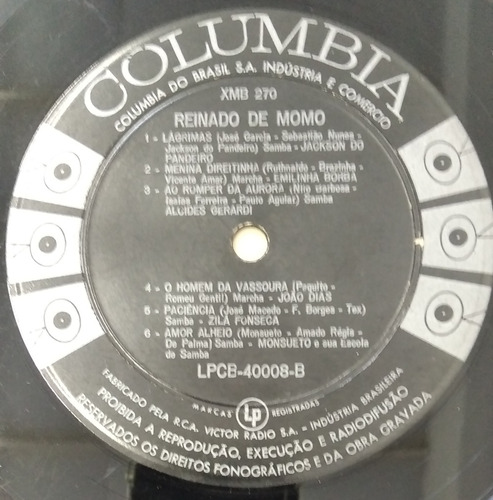 COLUMBIA
COLUMBIA DO BRASIL S.A. INDÚSTRIA E COMÉRCIO
XMB 270
REINADO DE MOMO
1 - LÁGRIMAS (José Garcia - Sebastião Nunes -
Jackson do Pandeiro) Samba - JACKSON DO
PANDEIRO
2 - MENINA DIREITINHA (Ruthnaldo - Brazinha -
Vicente Amar) Marcha - EMILINHA BORBA
3 - AO ROMPER DA AURORA (Nilo Barbosa -
Isaias Ferreira - Paulo Aguiar) Samba
ALCIDES GERARDI
4 - O HOMEM DA VASSOURA (Paquito -
Romeu Gentil) Marcha - JOÃO DIAS
5 - PACIÊNCIA (José Macedo - F. Borges - Tex)
Samba - ZILÁ FONSECA
6 - AMOR ALHEIO (Monsueto - Amado Régis -
De Palma) Samba - MONSUETO e sua Escola
de Samba
LPCB-40008-B
MARCAS Lp REGISTRADAS
FABRICADO PELA R.C.A. VICTOR RADIO S.A. - INDÚSTRIA BRASILEIRA
PROIBIDA A REPRODUÇÃO, EXECUÇÃO E RADIODIFUSÃO
RESERVADOS OS DIREITOS FONOGRÁFICOS E DA OBRA GRAVADA